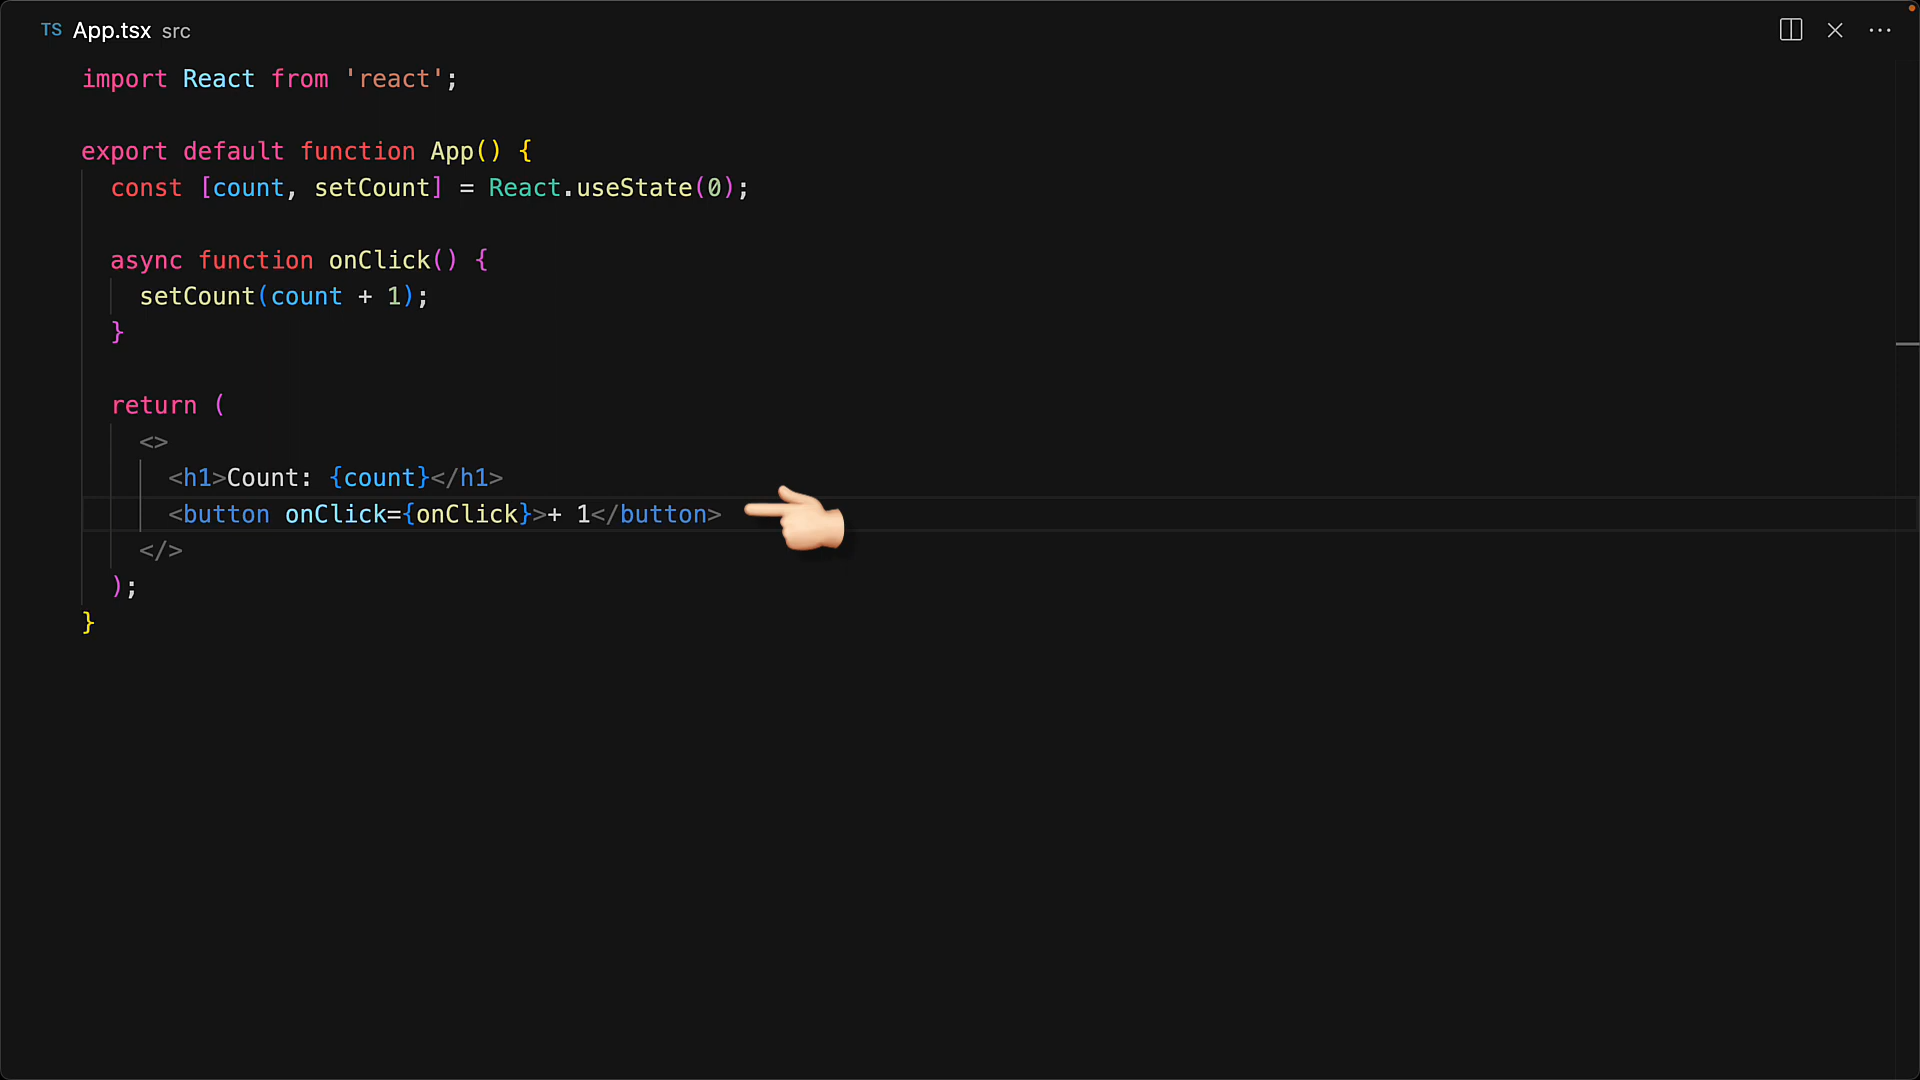 TS App.tsx src
import React from 'react';
export default function App() {
const [count, setCount] = React.useState(0);
async function onClick() {
setCount(count + 1);
}
return (
<>
<h1>Count: {count}</h1>
<button onClick={onClick}>+ 1</button>
</>
);
}